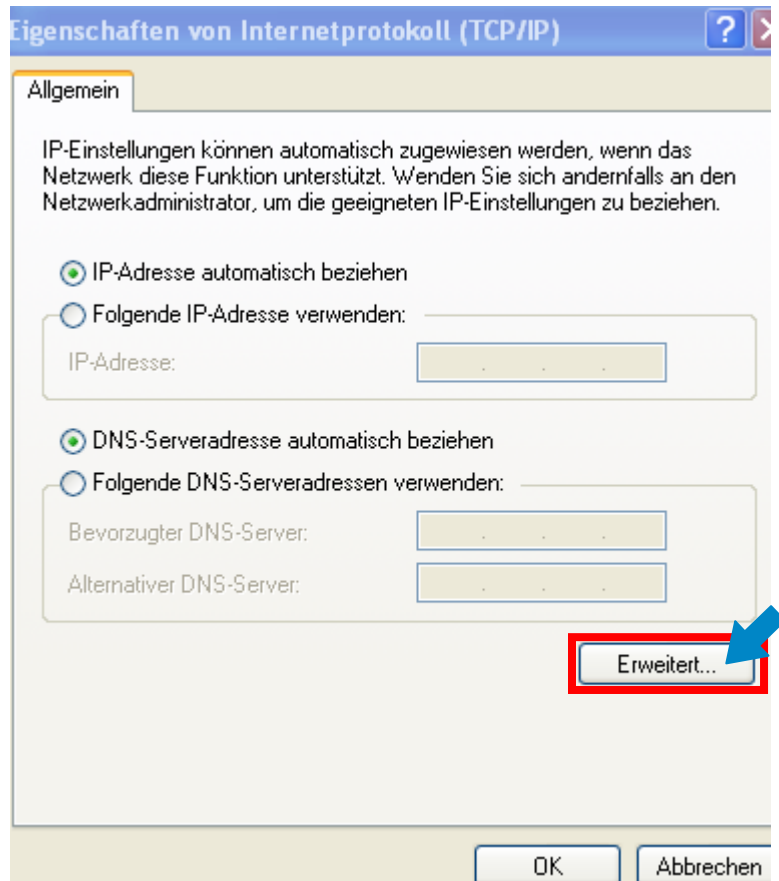 Eigenschaften von Internetprotokoll (TCP/IP)
Allgemein
IP-Einstellungen können automatisch zugewiesen werden, wenn das
Netzwerk diese Funktion unterstützt. Wenden Sie sich andernfalls an den
Netzwerkadministrator, um die geeigneten IP-Einstellungen zu beziehen.
IP-Adresse automatisch beziehen
Folgende IP-Adresse verwenden:
IP-Adresse:
DNS-Serveradresse automatisch beziehen
Folgende DNS-Serveradressen verwenden:
Bevorzugter DNS-Server:
Alternativer DNS-Server:
Erweitert...
OK Abbrechen